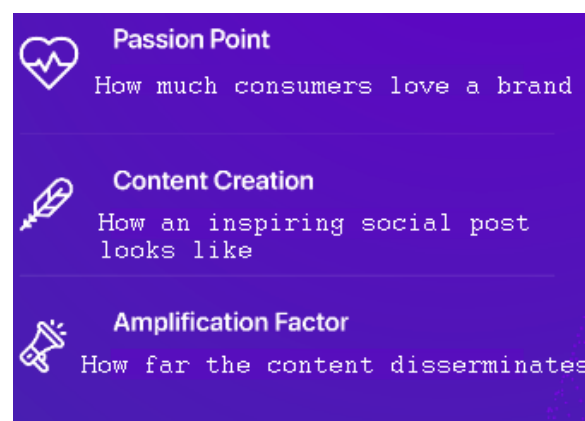 Passion Point
How much consumers love a brand
Content Creation
How an inspiring social post
looks like
Amplification Factor
How far the content disserminates